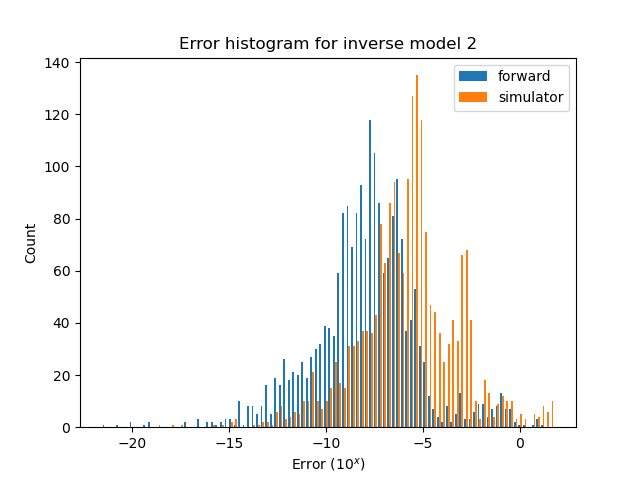 Error histogram for inverse model 2
forward
simulator
140
120
100
80
60
40
20
0
Count
−20
−15
−10
−5
0
Error (10^x)